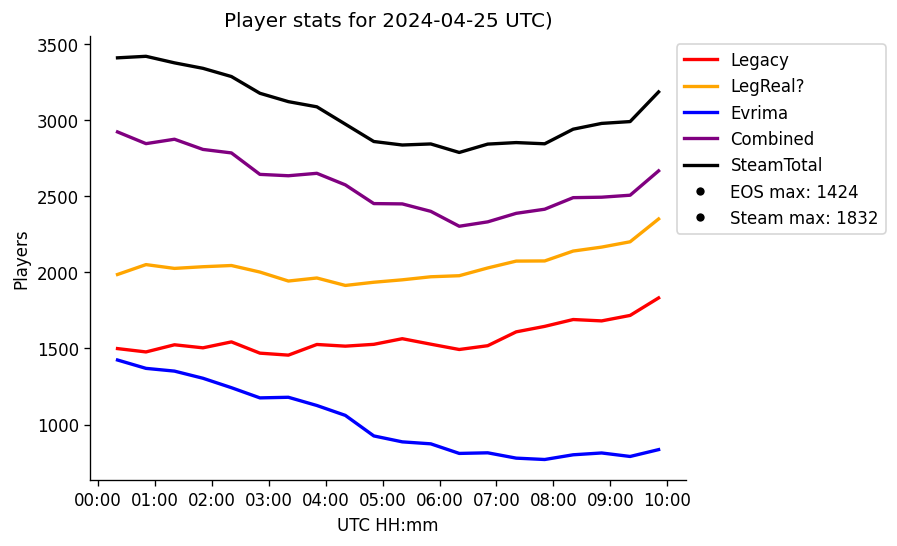 Player stats for 2024-04-25 UTC)
3500
3000
2500
2000
1500
1000
Players
00:00 01:00 02:00 03:00 04:00 05:00 06:00 07:00 08:00 09:00 10:00
UTC HH:mm
Legacy
LegReal?
Evrima
Combined
SteamTotal
EOS max: 1424
Steam max: 1832